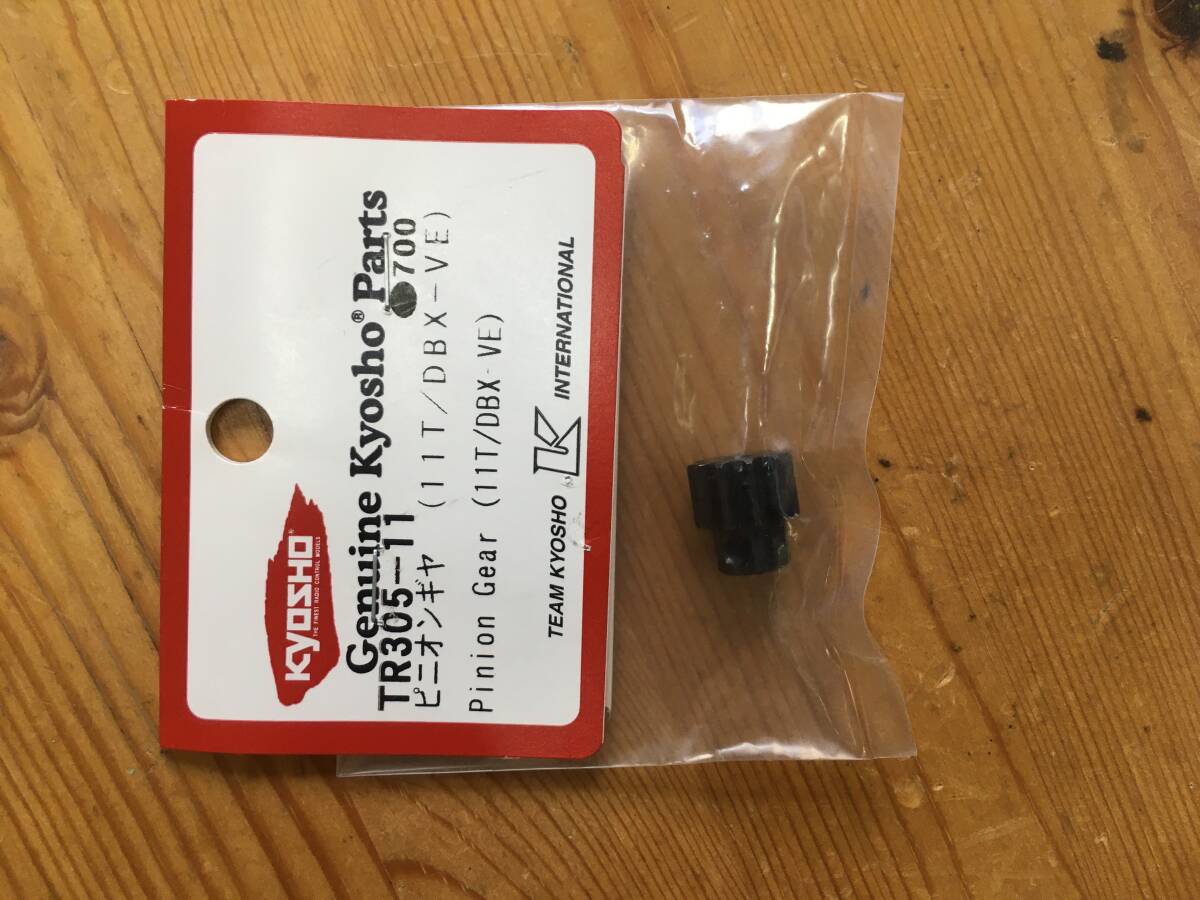 KYOSHO®
THE FINEST RADIO CONTROL MODELS
Genuine Kyosho® Parts
TR305-11 ●700
ピニオンギヤ (11T/DBX-VE)
Pinion Gear (11T/DBX-VE)
TEAM KYOSHO K INTERNATIONAL